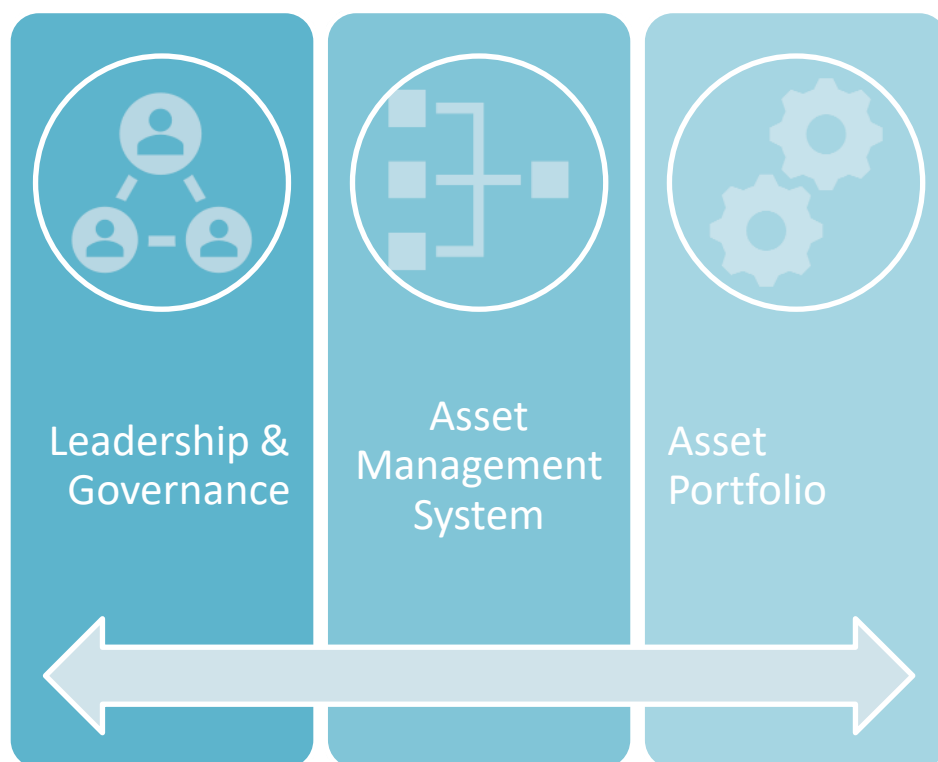 Leadership &
Governance
Asset
Management
System
Asset
Portfolio